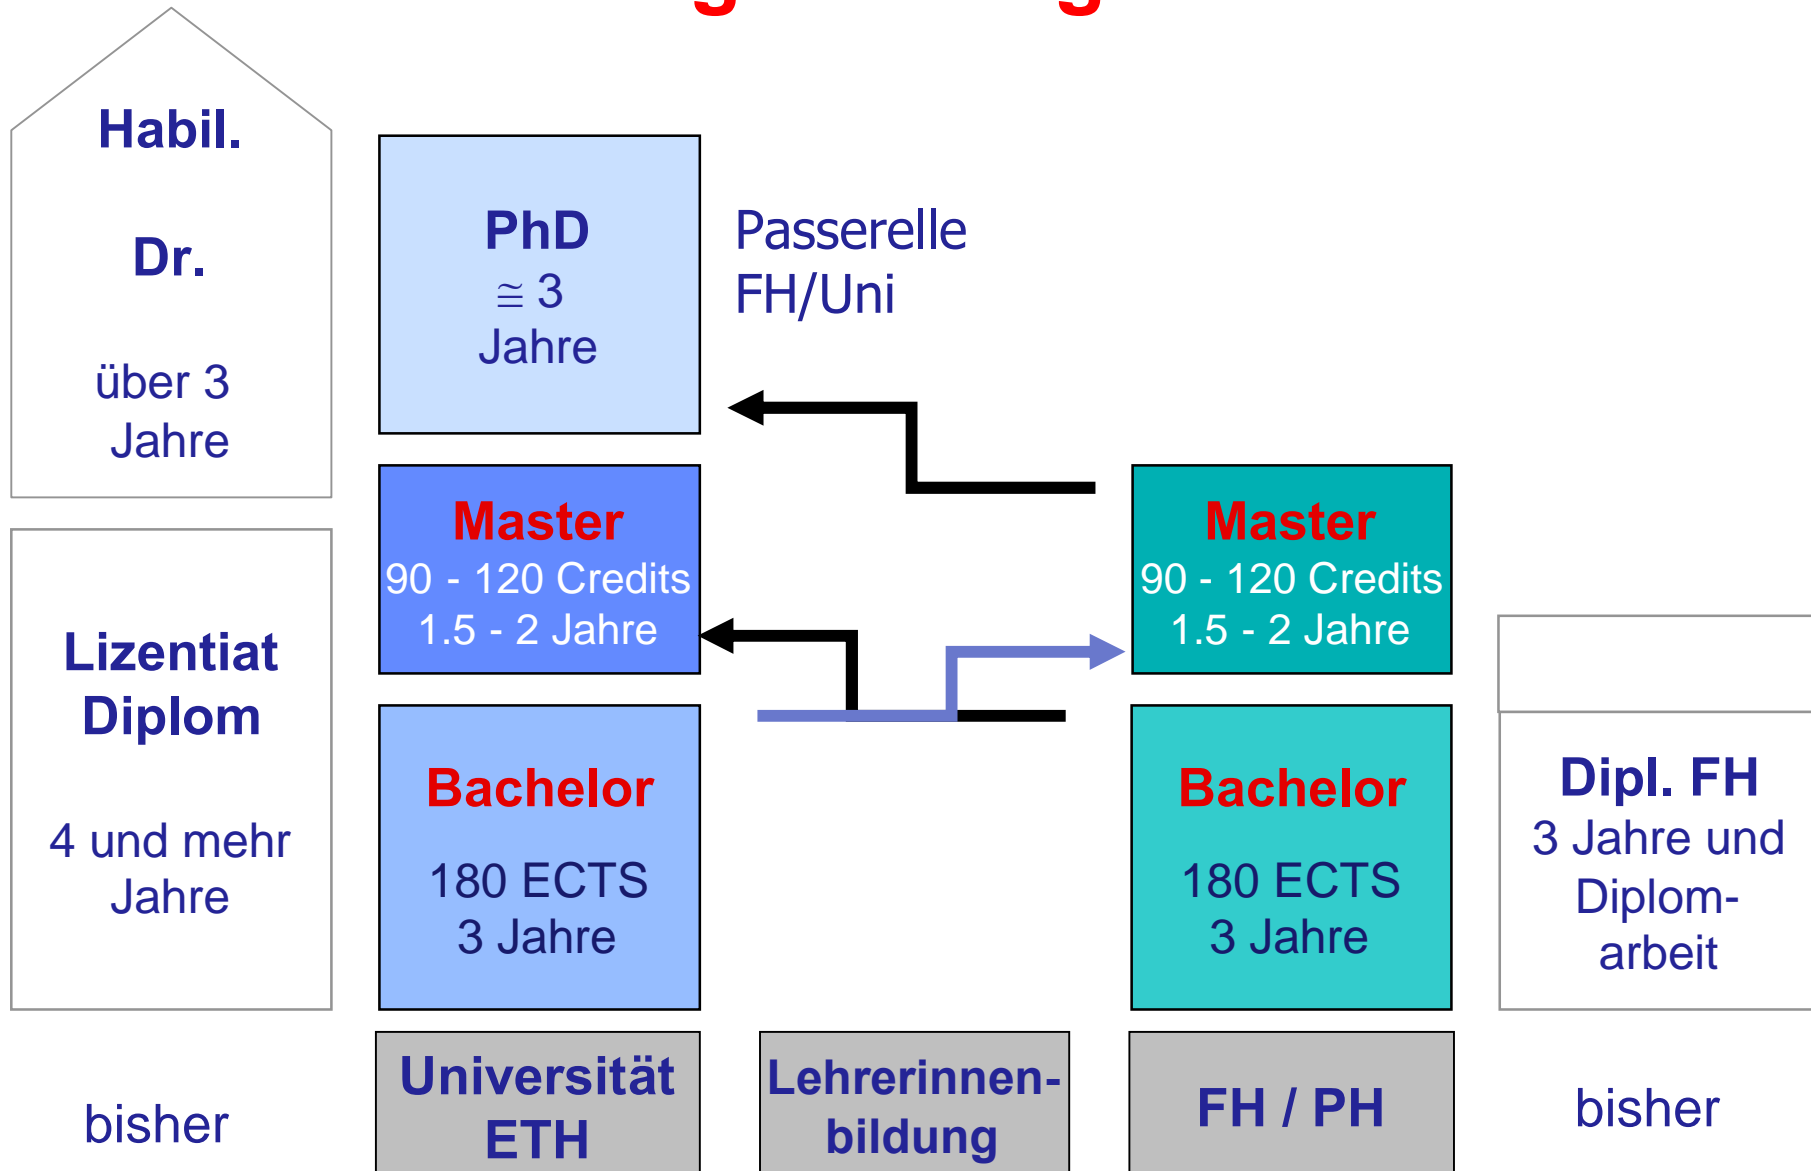 Habil.
Dr.
über 3
Jahre
Lizentiat
Diplom
4 und mehr
Jahre
bisher
PhD
≅ 3
Jahre
Master
90 - 120 Credits
1.5 - 2 Jahre
Bachelor
180 ECTS
3 Jahre
Universität
ETH
Passerelle
FH/Uni
Lehrerinnen-
bildung
Master
90 - 120 Credits
1.5 - 2 Jahre
Bachelor
180 ECTS
3 Jahre
FH / PH
Dipl. FH
3 Jahre und
Diplom-
arbeit
bisher